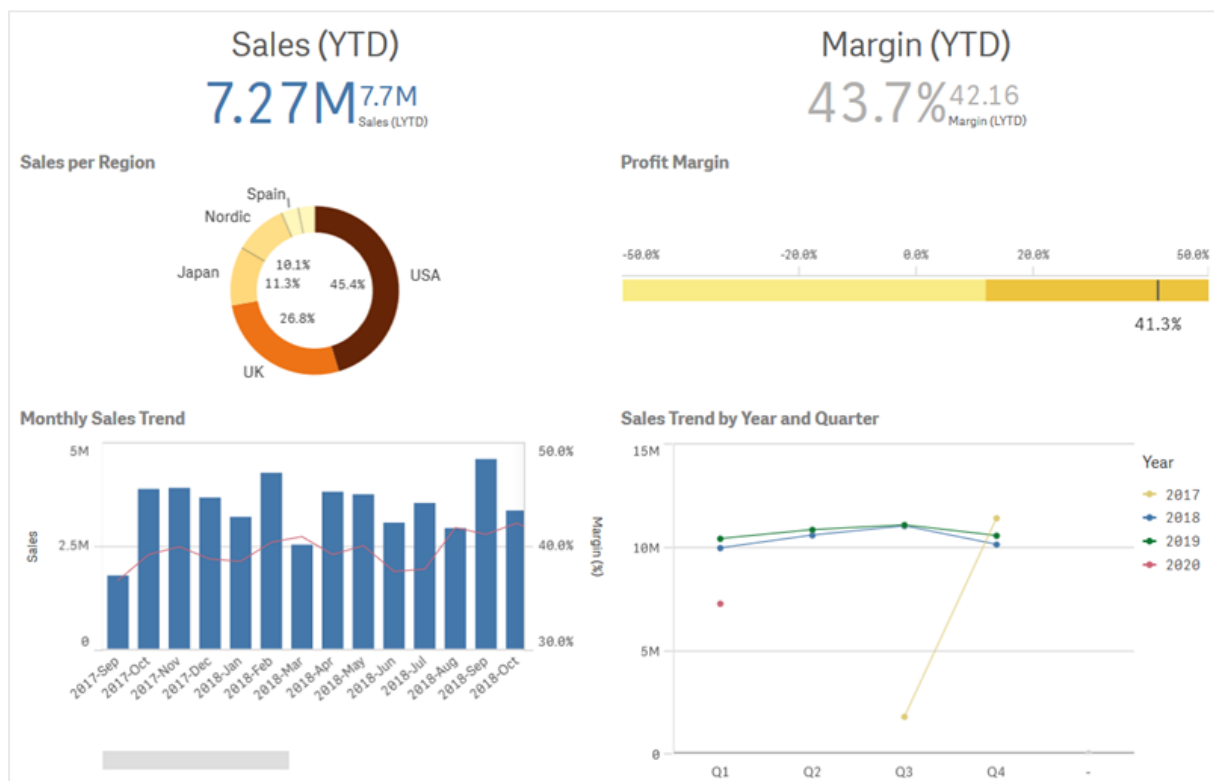 Sales (YTD)
7.27M 7.7M
Sales (LYTD)
Margin (YTD)
43.7% 42.16
Margin (LYTD)
Sales per Region
Spain
Nordic
Japan
USA
UK
10.1%
11.3%
45.4%
26.8%
Profit Margin
-50.0% -20.0% 0.0% 20.0% 50.0%
41.3%
Monthly Sales Trend
Sales
5M
2.5M
0
50.0%
40.0%
30.0%
Margin (%)
2017-Sep
2017-Oct
2017-Nov
2017-Dec
2018-Jan
2018-Feb
2018-Mar
2018-Apr
2018-May
2018-Jun
2018-Jul
2018-Aug
2018-Sep
2018-Oct
Sales Trend by Year and Quarter
15M
10M
5M
0
Q1 Q2 Q3 Q4 -
Year
2017
2018
2019
2020